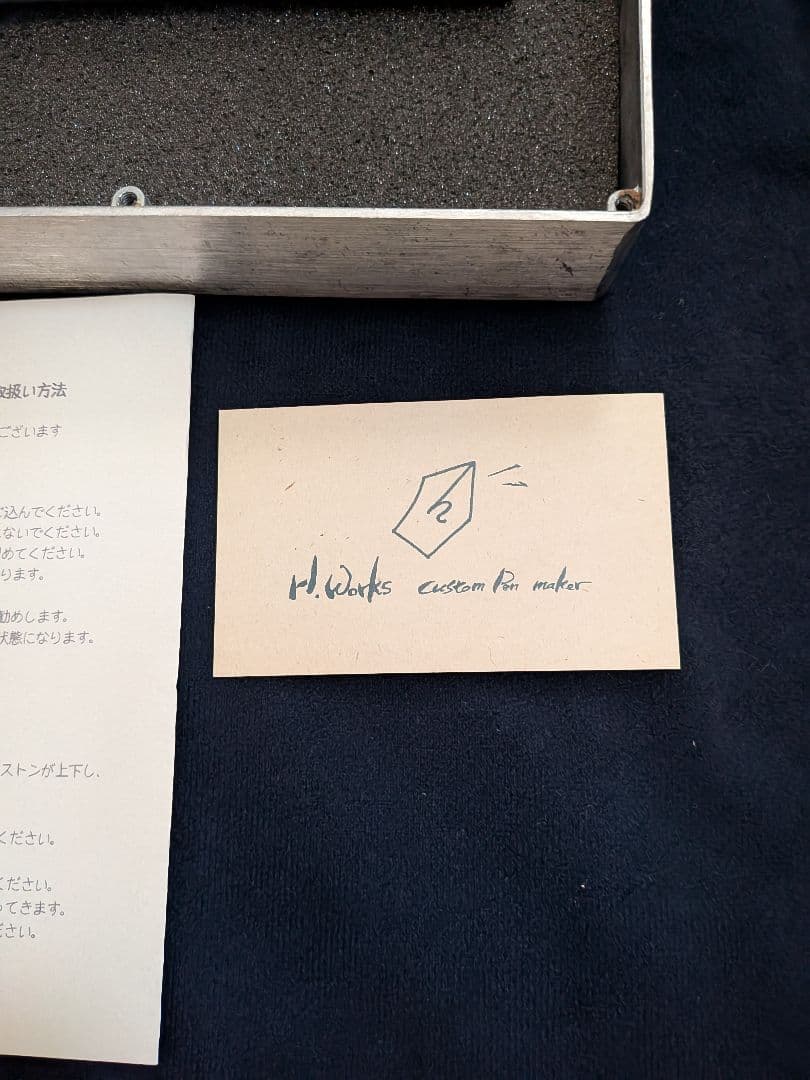 取扱い方法
ございます
込んでください。
ないでください。
めてください。
ります。
勧めします。
状態になります。
ストンが上下し、
ください。
ください。
てきます。
ださい。
h
H.Works custom Pen maker